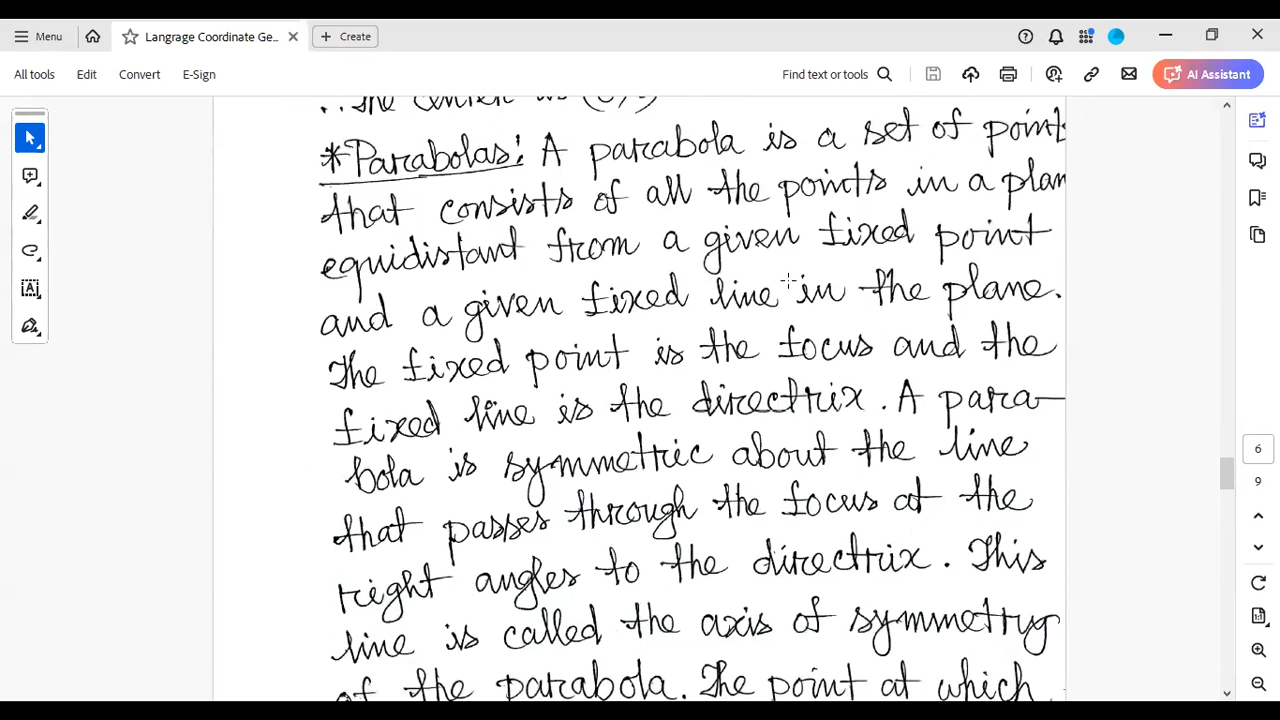 Menu
Langrage Coordinate Ge...
Create
All tools
Edit
Convert
E-Sign
Find text or tools
AI Assistant
*Parabolas: A parabola is a set of points
that consists of all the points in a plan
equidistant from a given fixed point
and a given fixed line in the plane.
The fixed point is the focus and the
fixed line is the directrix. A para-
bola is symmetric about the line
that passes through the focus at the
right angles to the directrix. This
line is called the axis of symmetry
of the parabola. The point at which
6
9